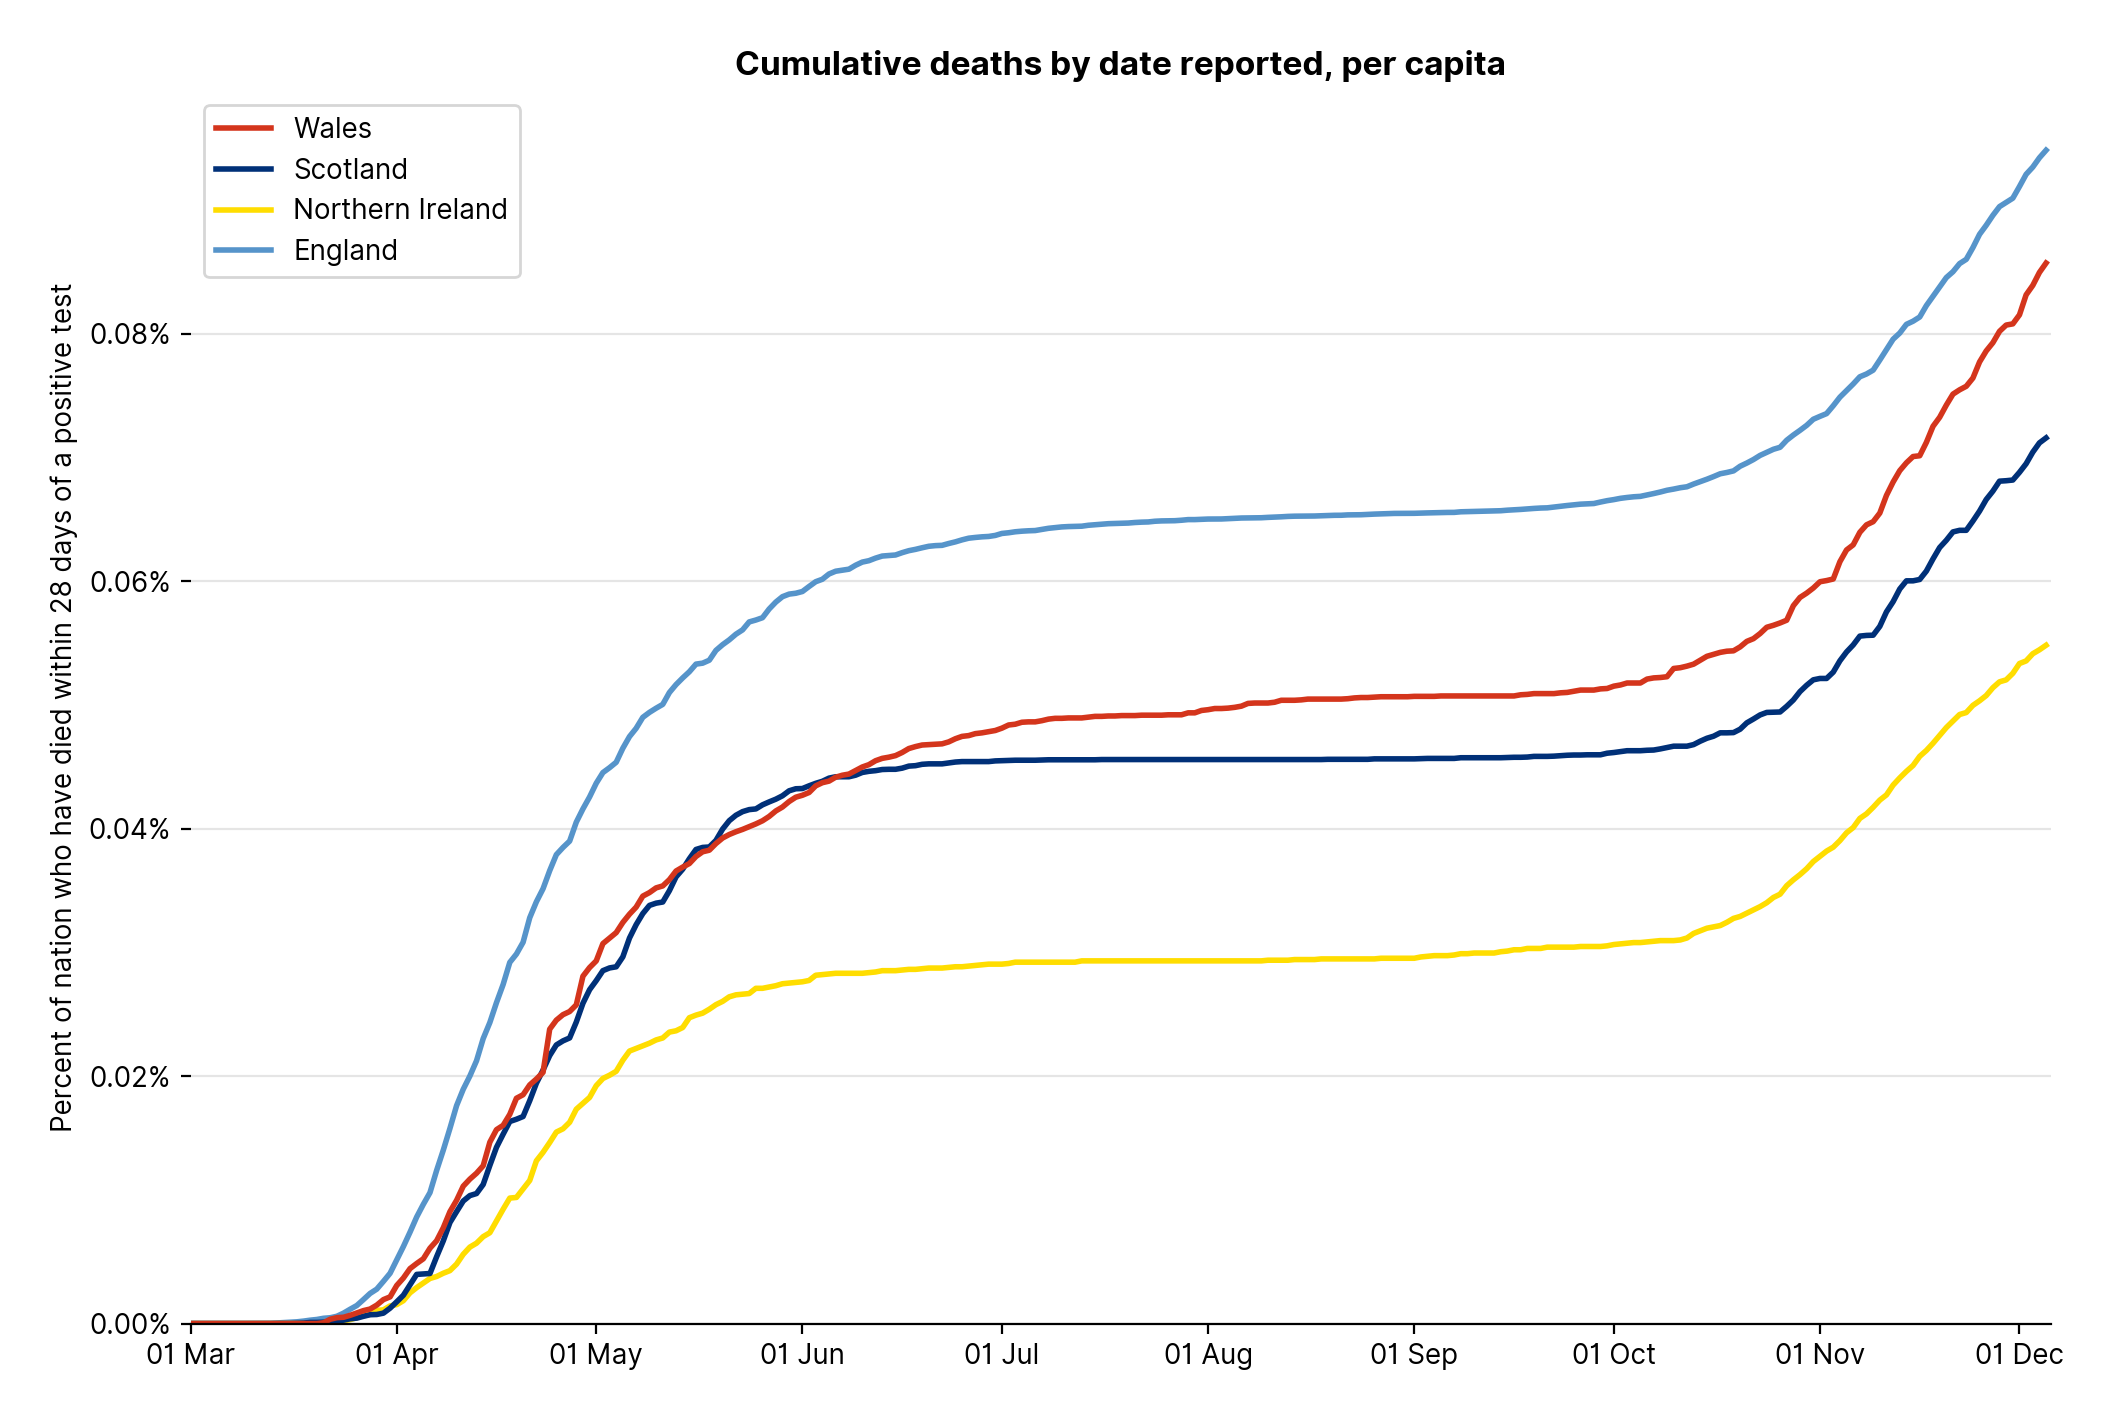 Cumulative deaths by date reported, per capita
Wales
Scotland
Northern Ireland
England
Percent of nation who have died within 28 days of a positive test
0.08%
0.06%
0.04%
0.02%
0.00%
01 Mar
01 Apr
01 May
01 Jun
01 Jul
01 Aug
01 Sep
01 Oct
01 Nov
01 Dec